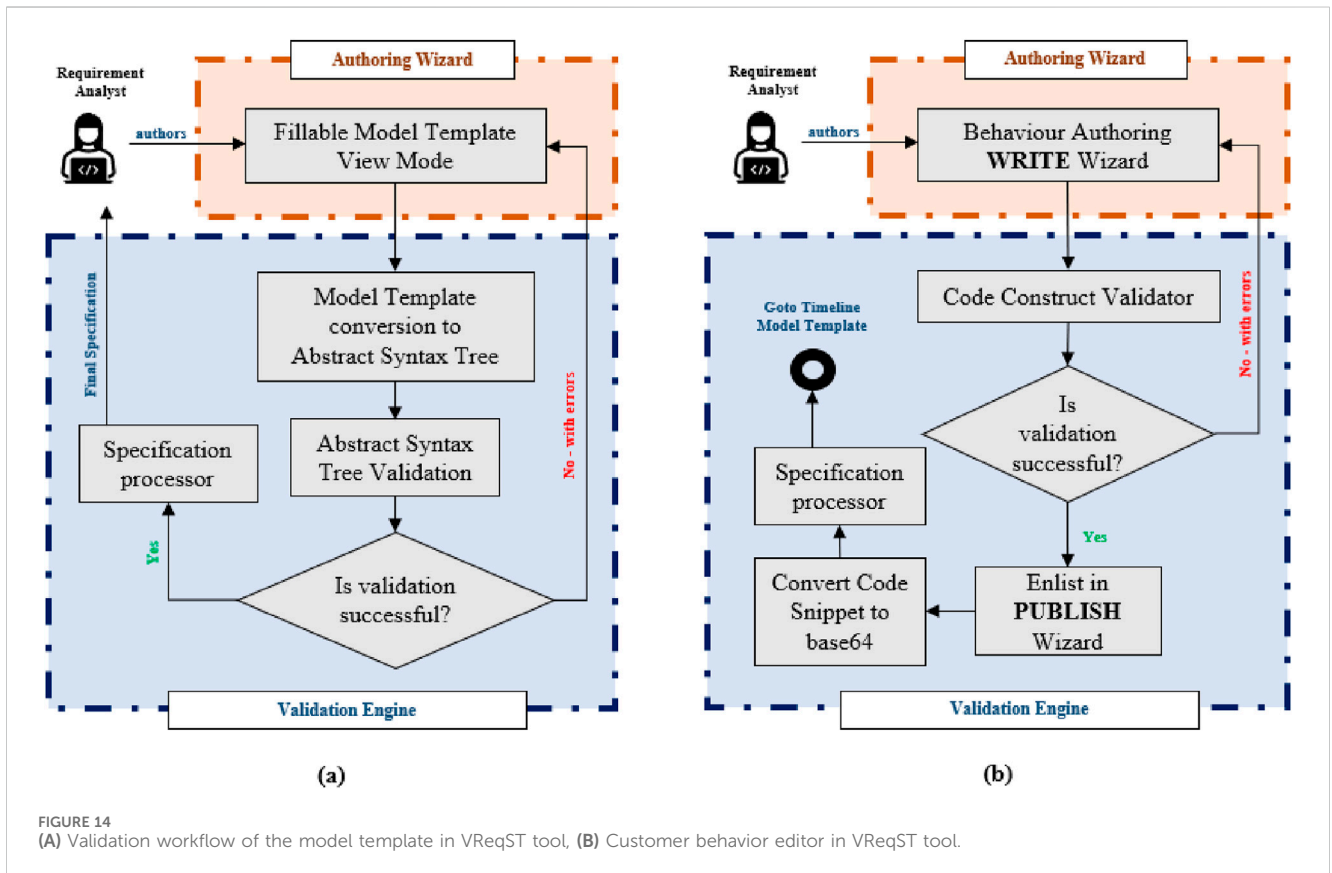 Authoring Wizard
Requirement
Analyst
authors
Fillable Model Template
View Mode
Final Specification
Model Template
conversion to
Abstract Syntax Tree
No - with errors
Specification
processor
Abstract Syntax
Tree Validation
Yes
Is validation
successful?
Validation Engine
(a)
Authoring Wizard
Requirement
Analyst
authors
Behaviour Authoring
WRITE Wizard
Code Construct Validator
Goto Timeline
Model Template
No - with errors
Is
validation
successful?
Specification
processor
Yes
Convert Code
Snippet to
base64
Enlist in
PUBLISH
Wizard
Validation Engine
(b)
FIGURE 14
(A) Validation workflow of the model template in VReqST tool, (B) Customer behavior editor in VReqST tool.